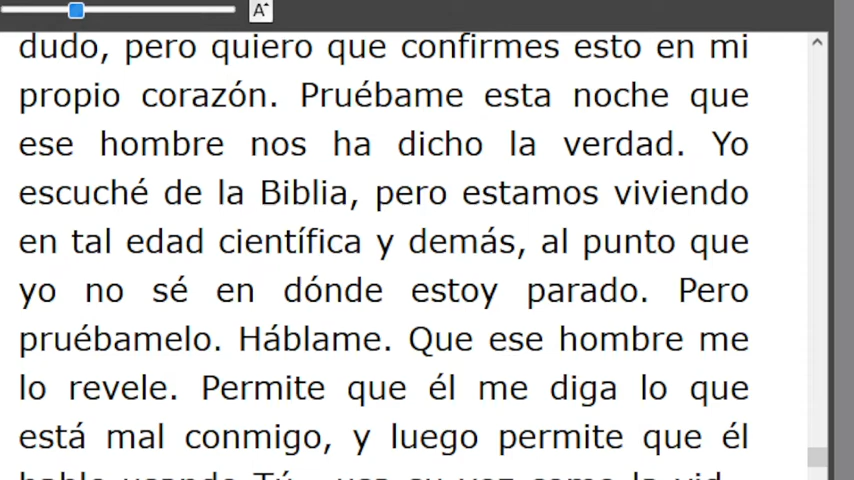 A
dudo, pero quiero que confirmes esto en mi
propio corazón. Pruébame esta noche que
ese hombre nos ha dicho la verdad. Yo
escuché de la Biblia, pero estamos viviendo
en tal edad científica y demás, al punto que
yo no sé en dónde estoy parado. Pero
pruébamelo. Háblame. Que ese hombre me
lo revele. Permite que él me diga lo que
está mal conmigo, y luego permite que él
hable usando Tú